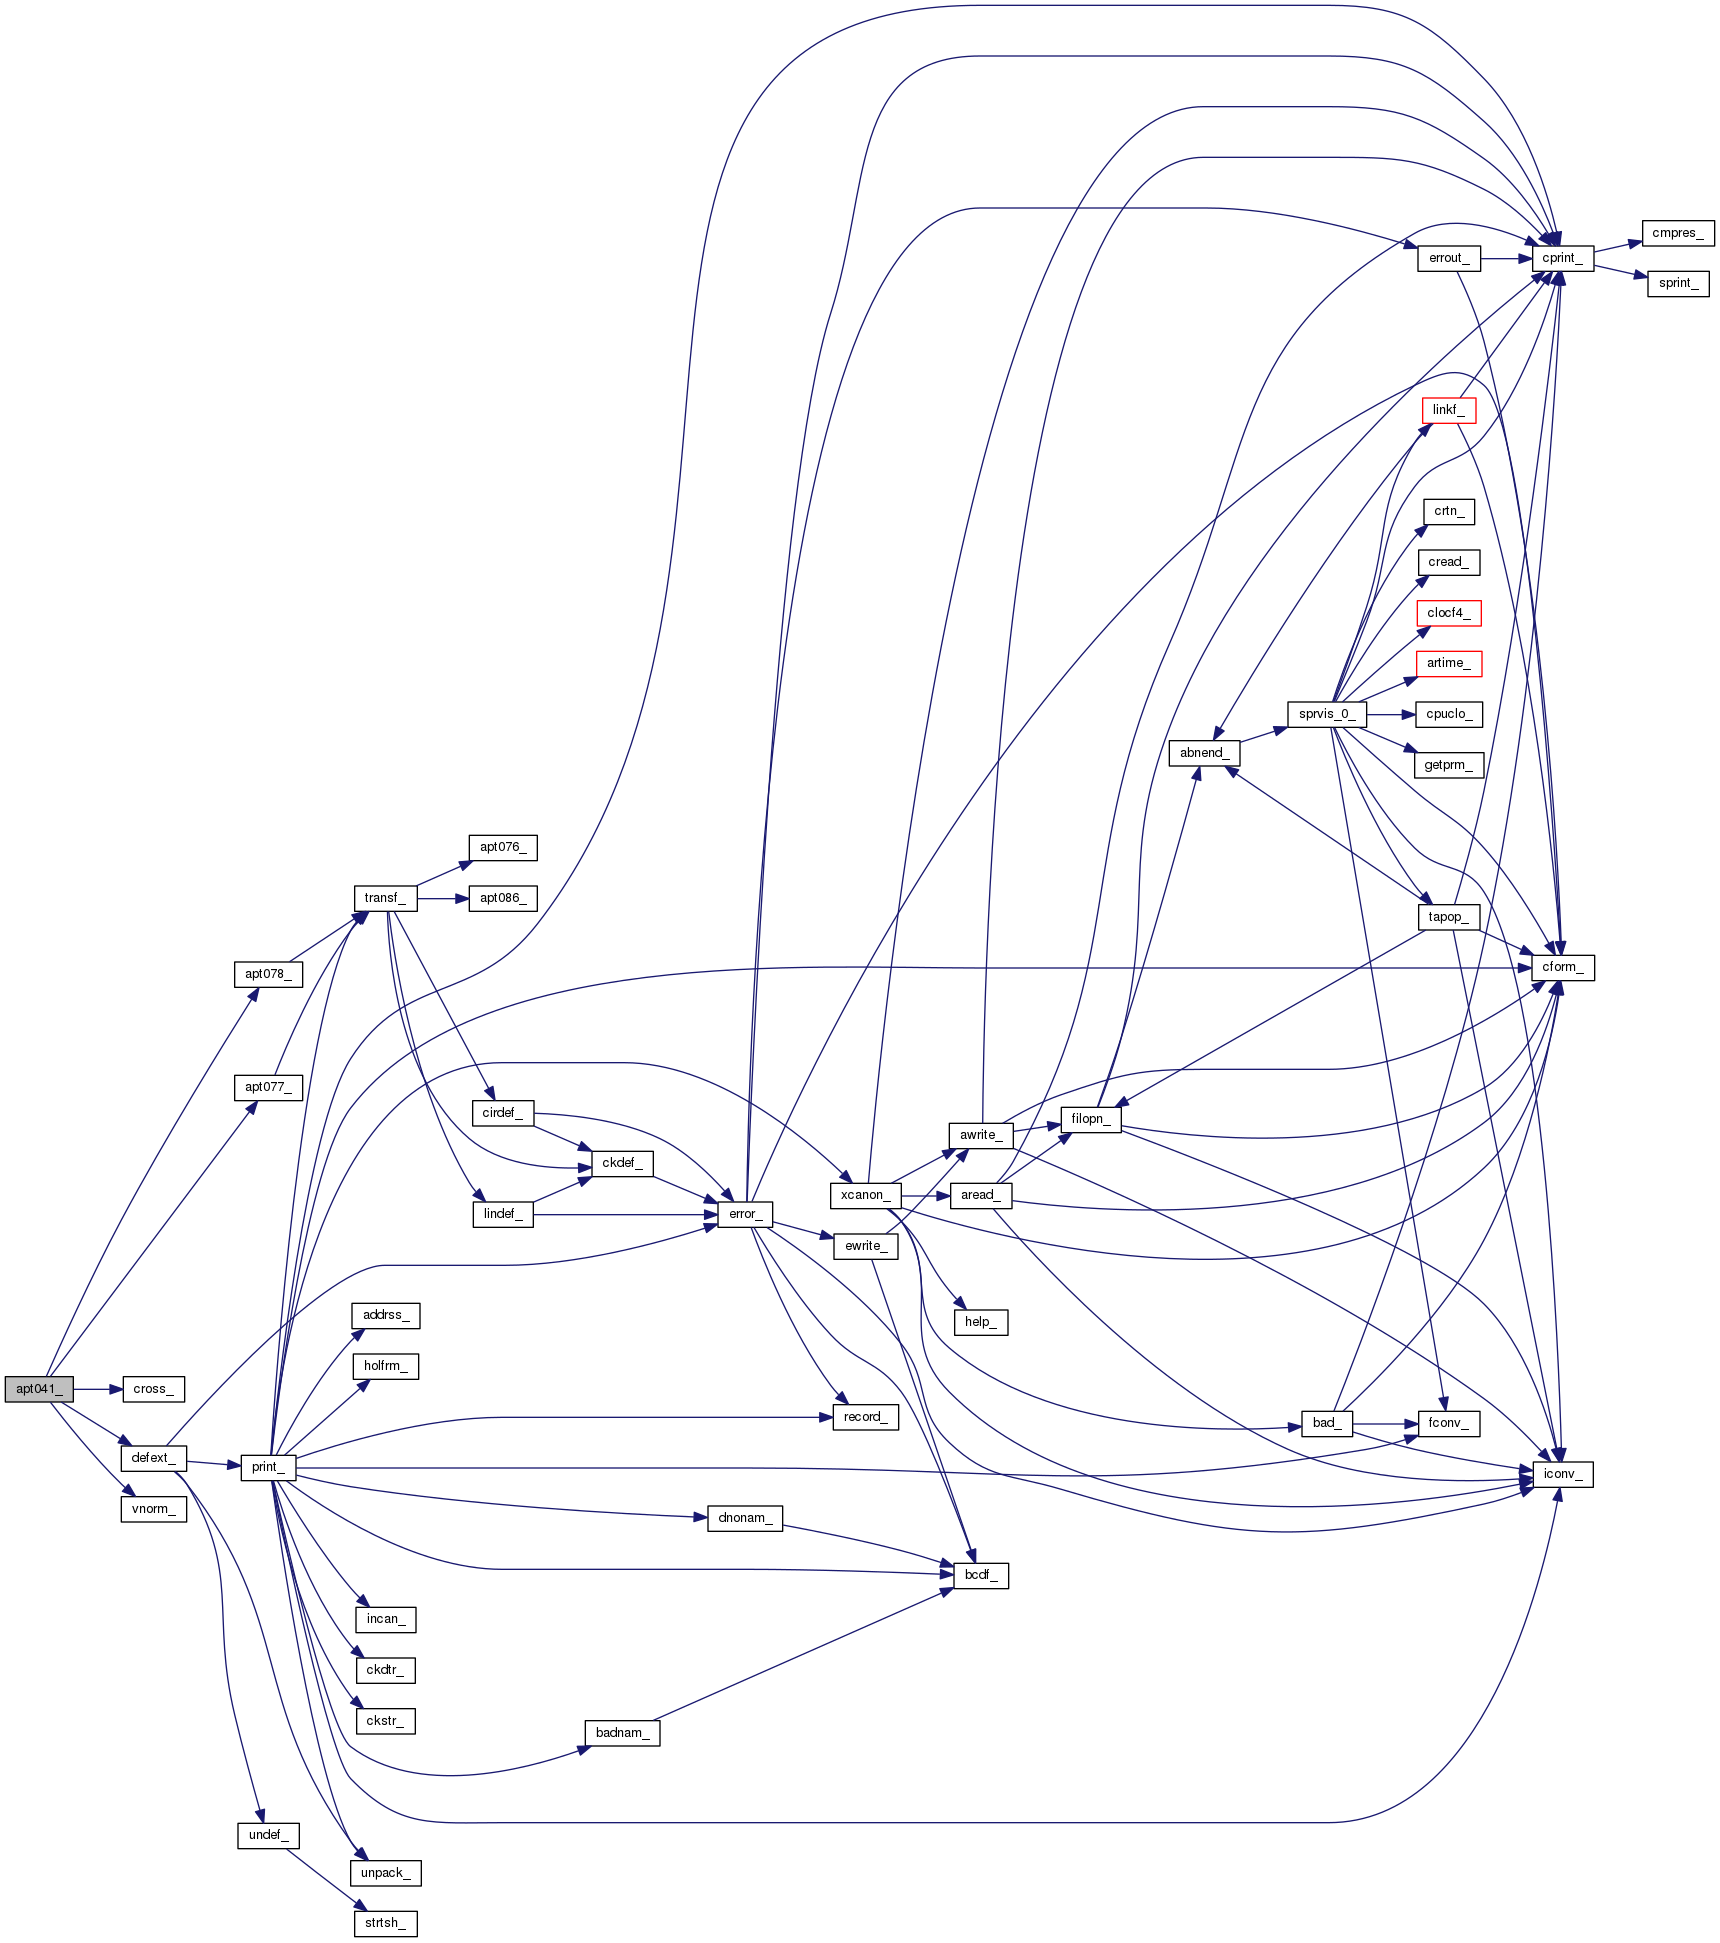 cmpres_
errout_
cprint_
sprint_
linkf_
crtn_
cread_
clocf4_
artime_
sprvis_0_
cpuclo_
abnend_
getprm_
apt076_
transf_
apt086_
tapop_
apt078_
cform_
apt077_
cirdef_
filopn_
awrite_
ckdef_
xcanon_
aread_
lindef_
error_
ewrite_
addrss_
help_
holfrm_
apt041_
cross_
record_
bad_
fconv_
defext_
print_
iconv_
vnorm_
dnonam_
bcdf_
incan_
ckdtr_
ckstr_
badnam_
undef_
unpack_
strtsh_